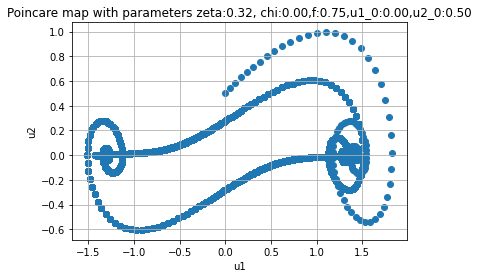 Poincare map with parameters zeta:0.32, chi:0.00,f:0.75,u1_0:0.00,u2_0:0.50
1.0
0.8
0.6
0.4
0.2
0.0
−0.2
−0.4
−0.6
u2
−1.5 −1.0 −0.5 0.0 0.5 1.0 1.5
u1